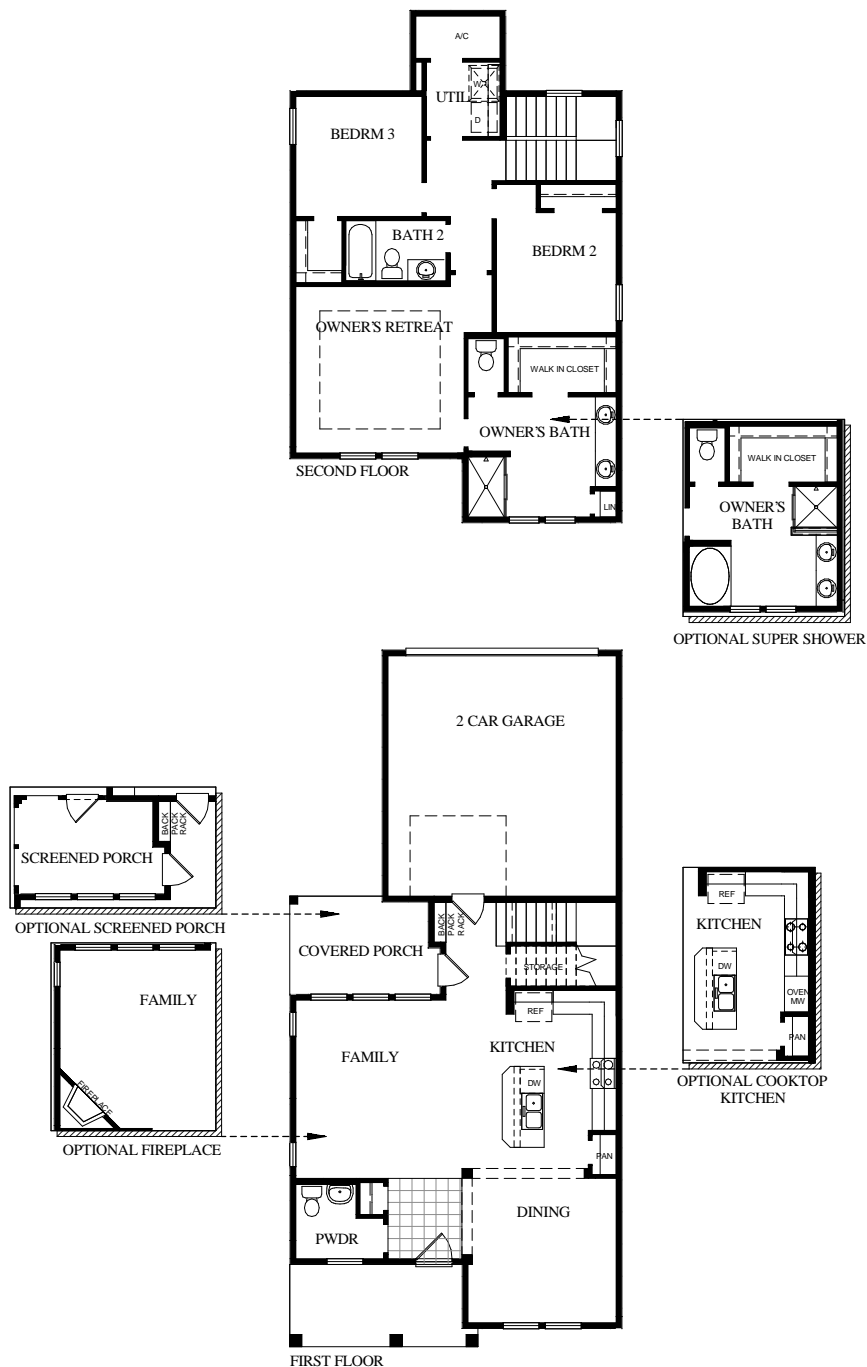 A/C
W
UTIL
D
BEDRM 3
BATH 2
BEDRM 2
OWNER'S RETREAT
WALK IN CLOSET
OWNER'S BATH
LIN
SECOND FLOOR
WALK IN CLOSET
OWNER'S
BATH
OPTIONAL SUPER SHOWER
2 CAR GARAGE
BACK
PACK
RACK
SCREENED PORCH
OPTIONAL SCREENED PORCH
BACK
PACK
RACK
COVERED PORCH
STORAGE
REF
KITCHEN
DW
OVEN
MW
PAN
OPTIONAL COOKTOP
KITCHEN
FAMILY
FIREPLACE
OPTIONAL FIREPLACE
REF
FAMILY
KITCHEN
DW
PAN
DINING
PWDR
FIRST FLOOR